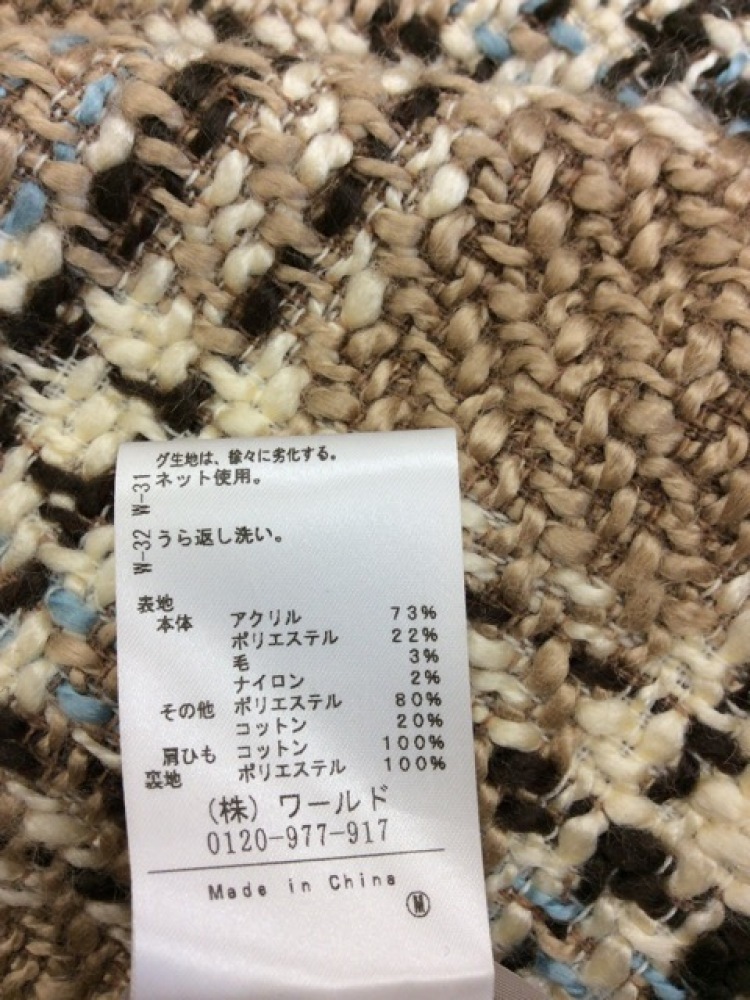 グ生地は、徐々に劣化する。
W-31 ネット使用。
W-32 うら返し洗い。
表地
本体 アクリル 73%
ポリエステル 22%
毛 3%
ナイロン 2%
その他 ポリエステル 80%
コットン 20%
肩ひも コットン 100%
裏地 ポリエステル 100%
(株) ワールド
0120-977-917
Made in China
M